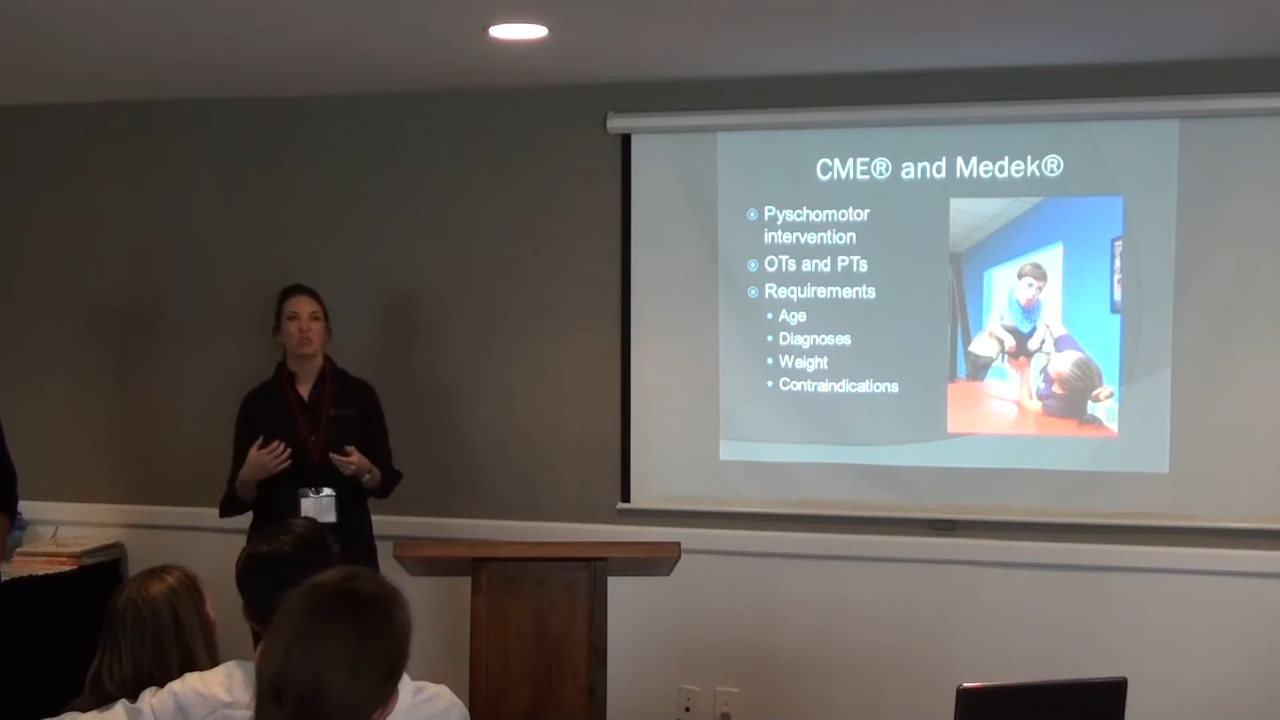 CME® and Medek®
Pyschomotor
intervention
OTs and PTs
Requirements
Age
Diagnoses
Weight
Contraindications